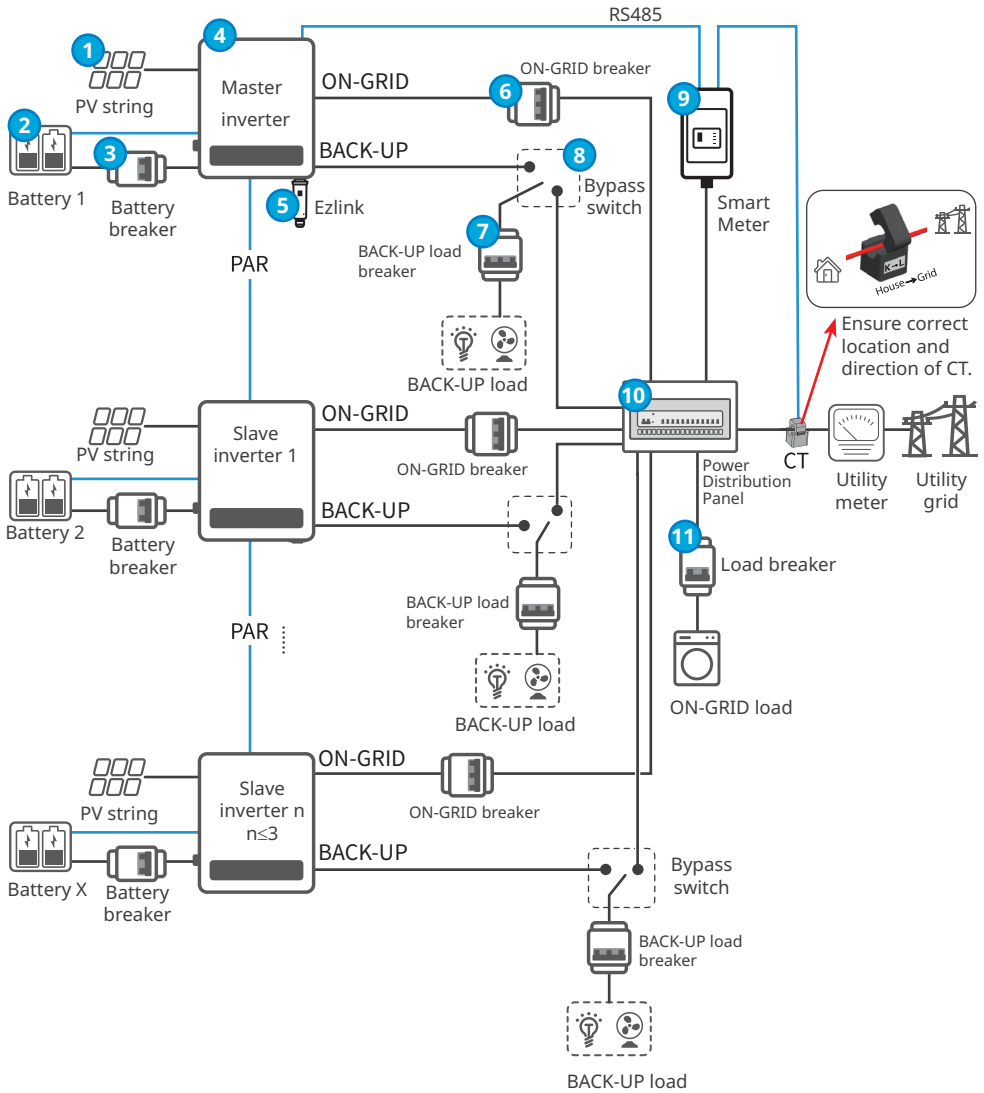 RS485
1
PV string
4
Master
inverter
ON-GRID
6
ON-GRID breaker
9
Smart
Meter
2
Battery 1
3
Battery
breaker
BACK-UP
8
Bypass
switch
5
Ezlink
7
BACK-UP load
breaker
BACK-UP load
PAR
K→L
House→Grid
Ensure correct
location and
direction of CT.
10
Power
Distribution
Panel
CT
Utility
meter
Utility
grid
PV string
Slave
inverter 1
ON-GRID
ON-GRID breaker
Battery 2
Battery
breaker
BACK-UP
BACK-UP load
breaker
BACK-UP load
11
Load breaker
ON-GRID load
PAR
PV string
Slave
inverter n
n≤3
ON-GRID
ON-GRID breaker
Battery X
Battery
breaker
BACK-UP
Bypass
switch
BACK-UP load
breaker
BACK-UP load